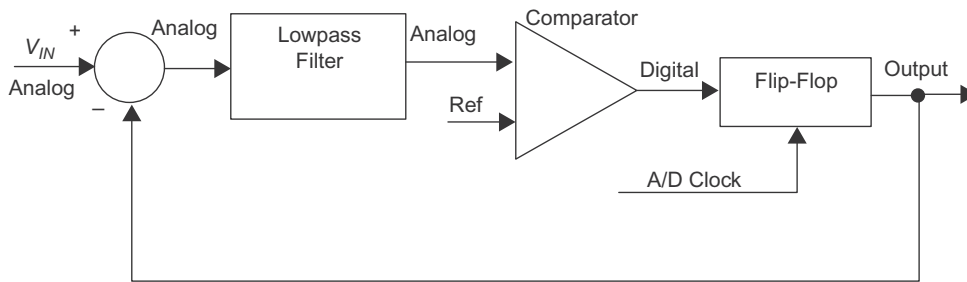 Comparator
+
V_IN
Analog
−
Analog
Lowpass
Filter
Analog
Ref
Digital
Flip-Flop
Output
A/D Clock